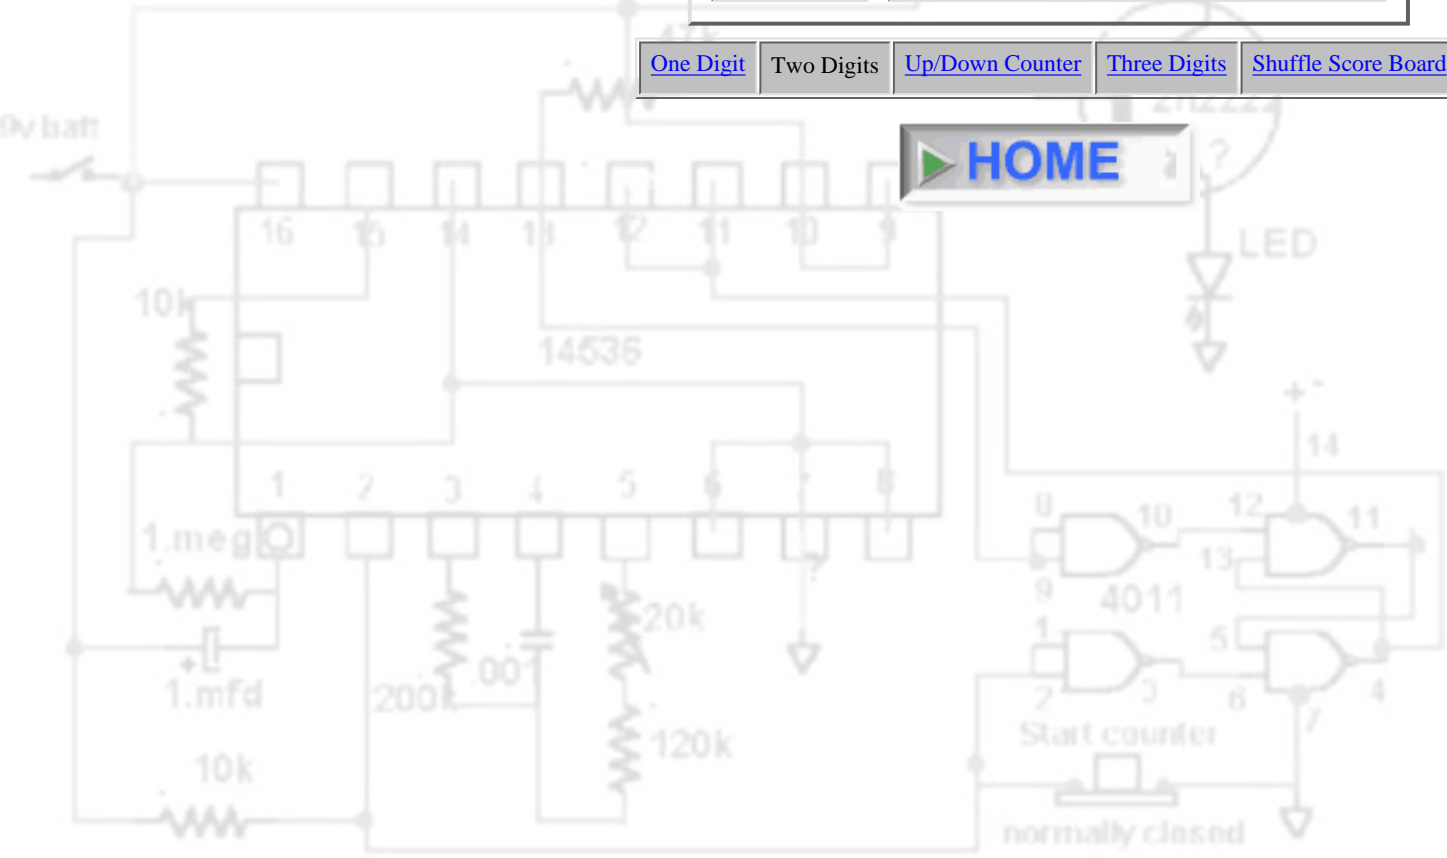 47k
One Digit Two Digits Up/Down Counter Three Digits Shuffle Score Board
2n2222
9v batt
HOME
?
16 15 14 13 12 11 10 9
LED
10k
14536
+ -
14
1 2 3 4 5 6 7 8
8 10 12 11
1.meg
?
13
9 4011
20k
1 5
.001
1.mfd 200k
2 3 6 4
7
Start counter
120k
10k
normally closed